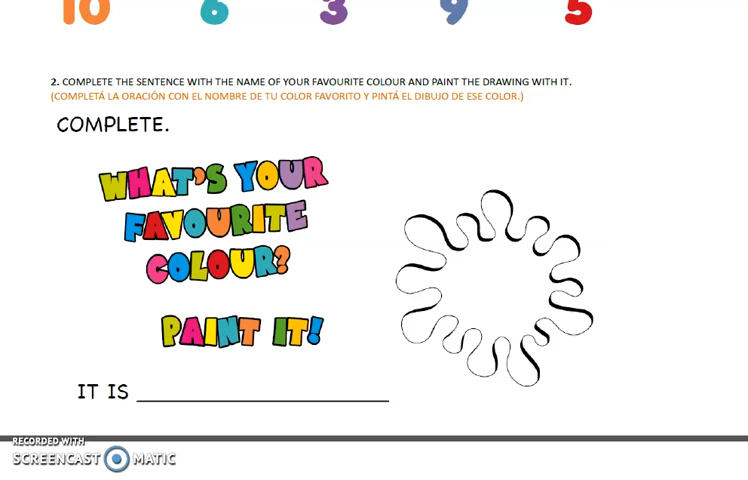 10 6 3 9 5
2. COMPLETE THE SENTENCE WITH THE NAME OF YOUR FAVOURITE COLOUR AND PAINT THE DRAWING WITH IT.
(COMPLETÁ LA ORACIÓN CON EL NOMBRE DE TU COLOR FAVORITO Y PINTÁ EL DIBUJO DE ESE COLOR.)
COMPLETE.
WHAT'S YOUR
FAVOURITE
COLOUR?
PAINT IT!
IT IS ____________________
RECORDED WITH
SCREENCAST MATIC